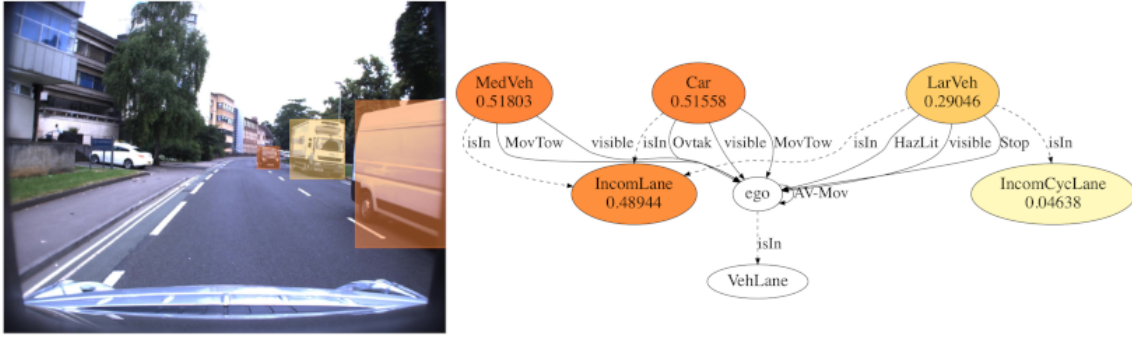 MedVeh
0.51803
Car
0.51558
LarVeh
0.29046
isIn
MovTow
visible
isIn
Ovtak
visible
MovTow
isIn
HazLit
visible
Stop
isIn
IncomLane
0.48944
ego
AV-Mov
IncomCycLane
0.04638
isIn
VehLane